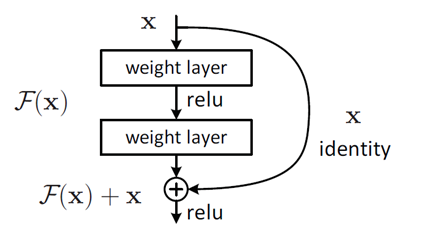 x
weight layer
relu
F(x)
weight layer
x
identity
F(x) + x
relu